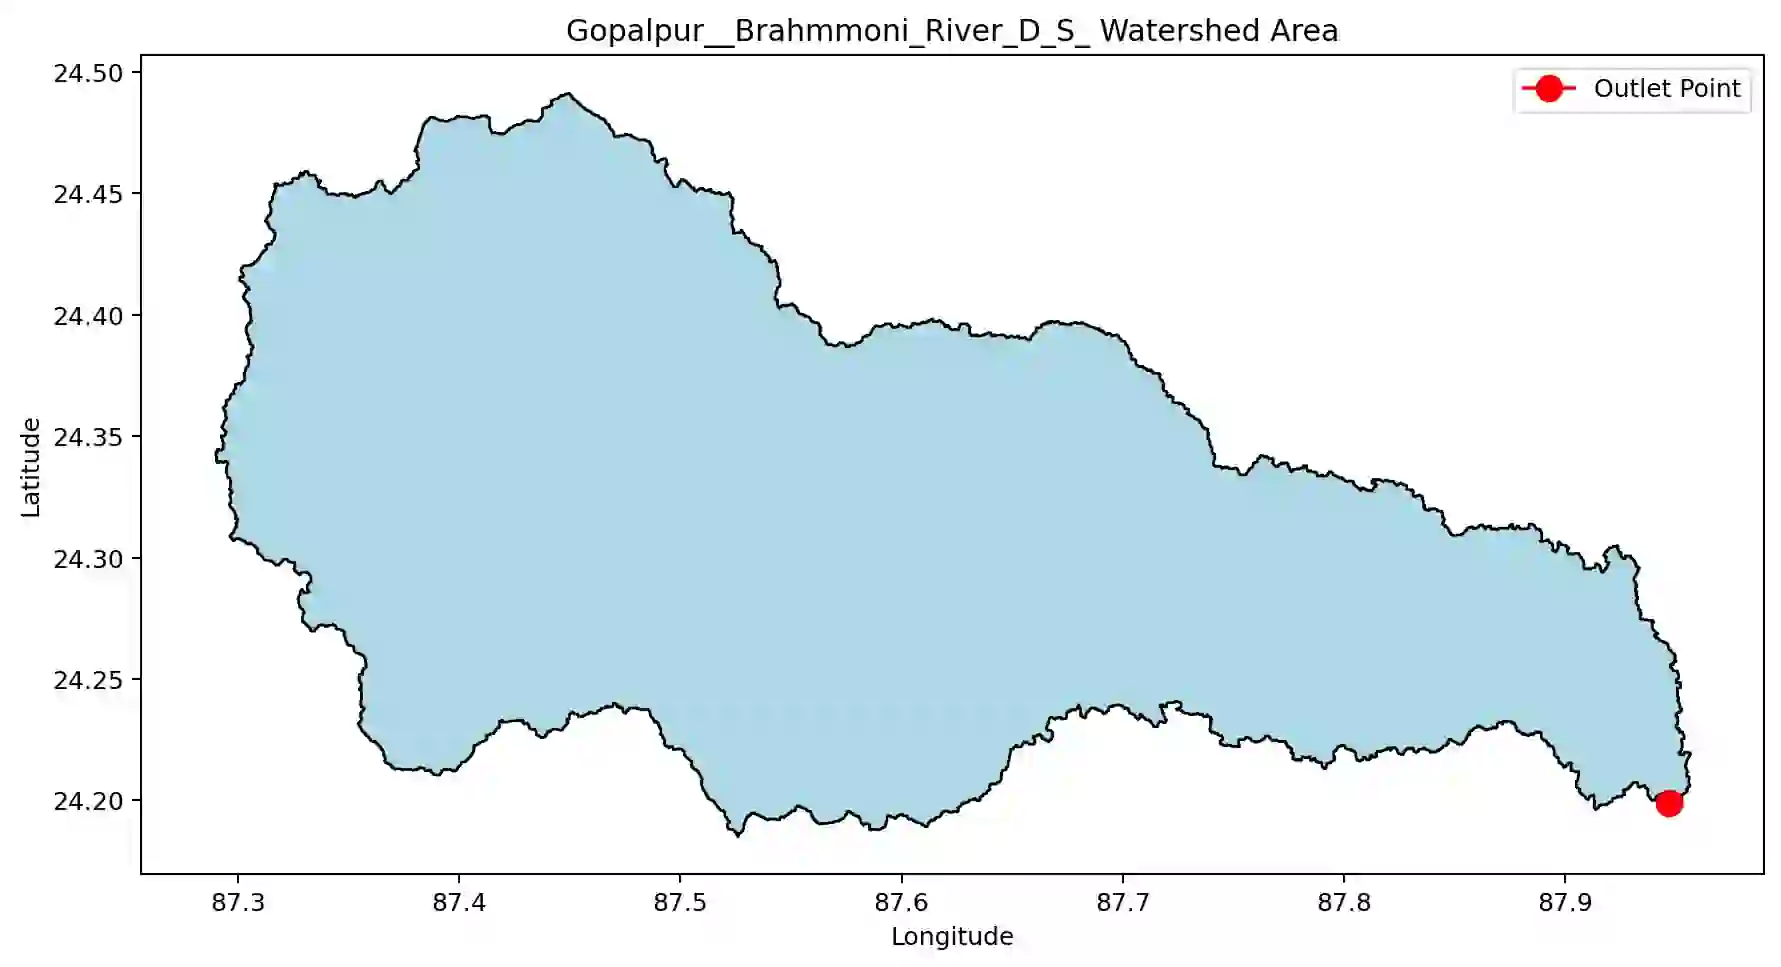 Gopalpur__Brahmmoni_River_D_S_ Watershed Area
Outlet Point
24.50
24.45
24.40
24.35
24.30
24.25
24.20
Latitude
87.3 87.4 87.5 87.6 87.7 87.8 87.9
Longitude